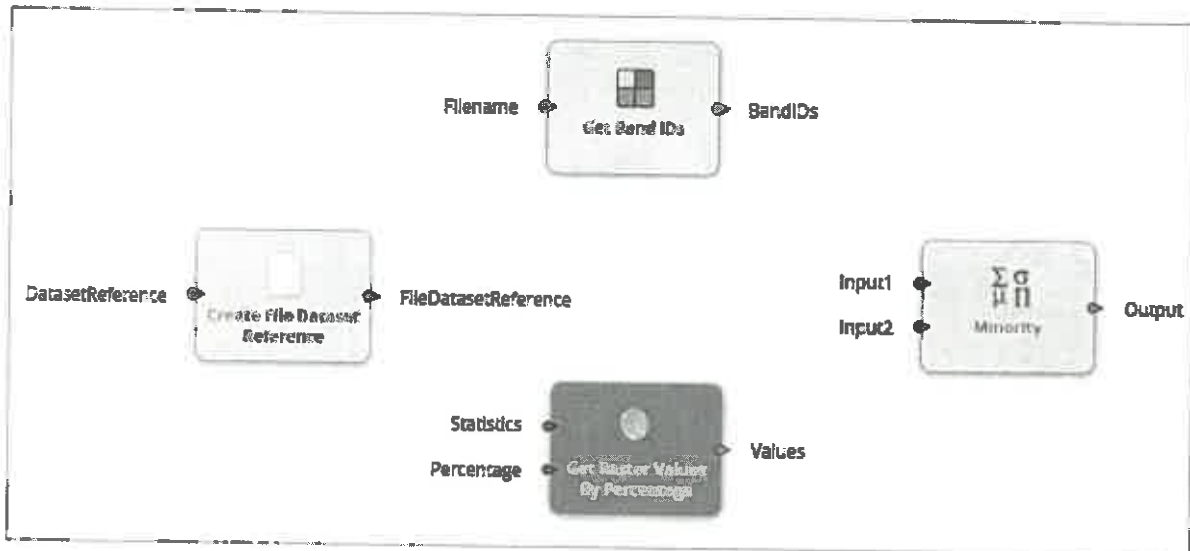 Filename
Get Band IDs
BandIDs
DatasetReference
Create File Dataset
Reference
FileDatasetReference
Input1
Input2
Σ σ
μ Π
Minority
Output
Statistics
Percentage
Get Raster Values
By Percentage
Values